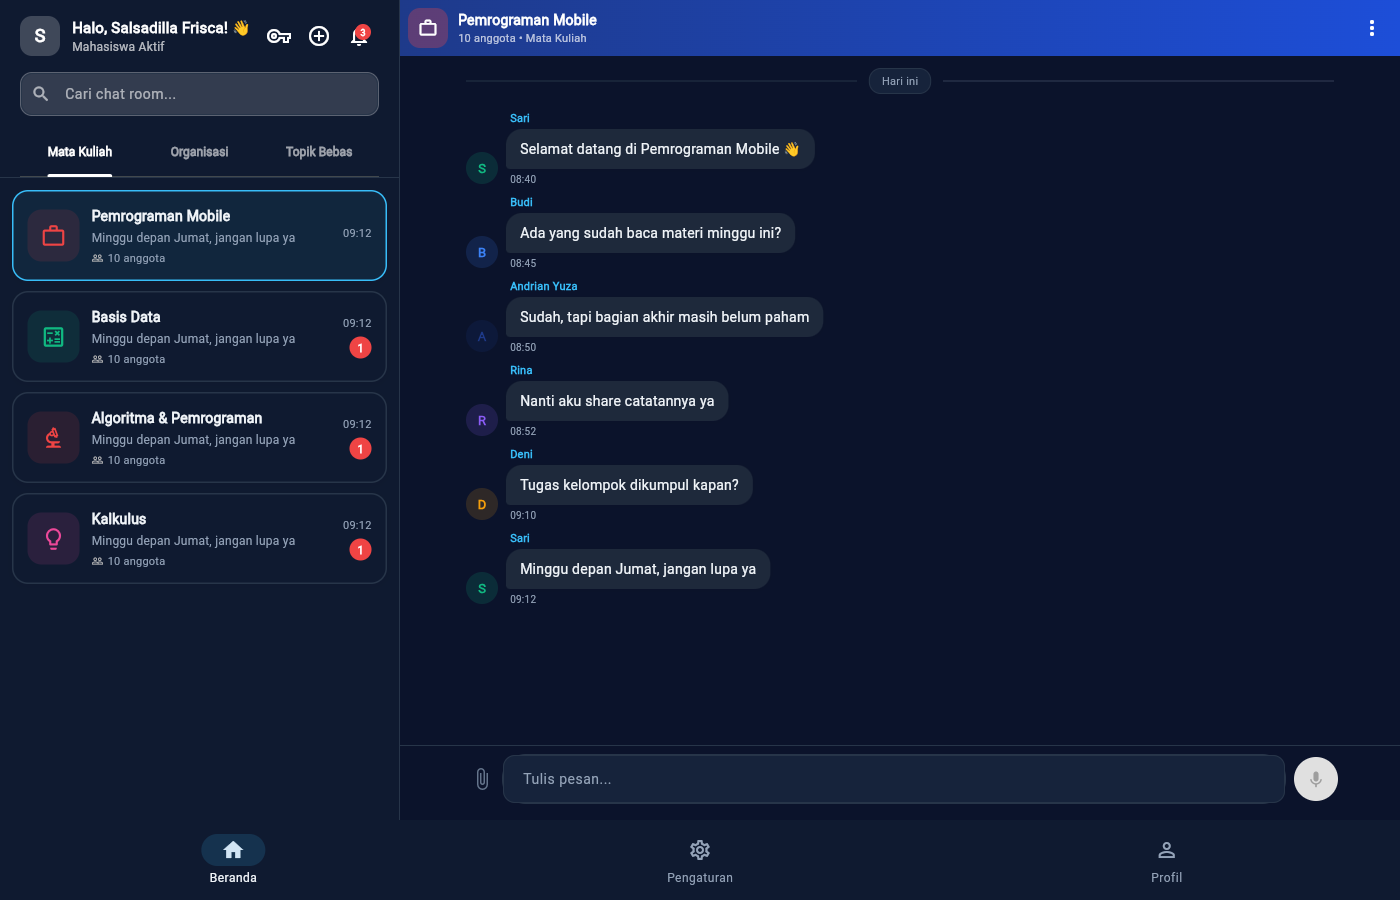 S
Halo, Salsadilla Frisca! 👋
Mahasiswa Aktif
3
Cari chat room...
Mata Kuliah
Organisasi
Topik Bebas
Pemrograman Mobile
Minggu depan Jumat, jangan lupa ya
09:12
10 anggota
Basis Data
09:12
Minggu depan Jumat, jangan lupa ya
1
10 anggota
Algoritma & Pemrograman
09:12
Minggu depan Jumat, jangan lupa ya
1
10 anggota
Kalkulus
09:12
Minggu depan Jumat, jangan lupa ya
1
10 anggota
Pemrograman Mobile
10 anggota • Mata Kuliah
Hari ini
Sari
Selamat datang di Pemrograman Mobile 👋
S
08:40
Budi
Ada yang sudah baca materi minggu ini?
B
08:45
Andrian Yuza
Sudah, tapi bagian akhir masih belum paham
A
08:50
Rina
Nanti aku share catatannya ya
R
08:52
Deni
Tugas kelompok dikumpul kapan?
D
09:10
Sari
Minggu depan Jumat, jangan lupa ya
S
09:12
Tulis pesan...
Beranda
Pengaturan
Profil